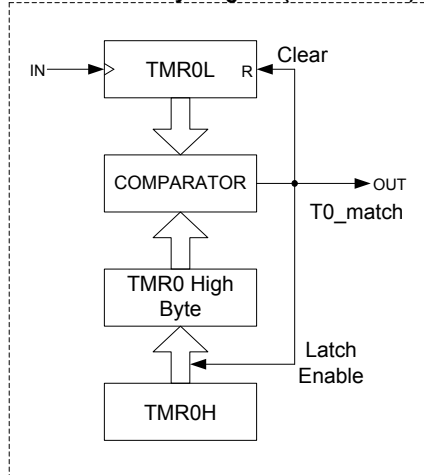 Clear
IN
TMR0L
R
COMPARATOR
OUT
T0_match
TMR0 High
Byte
Latch
Enable
TMR0H